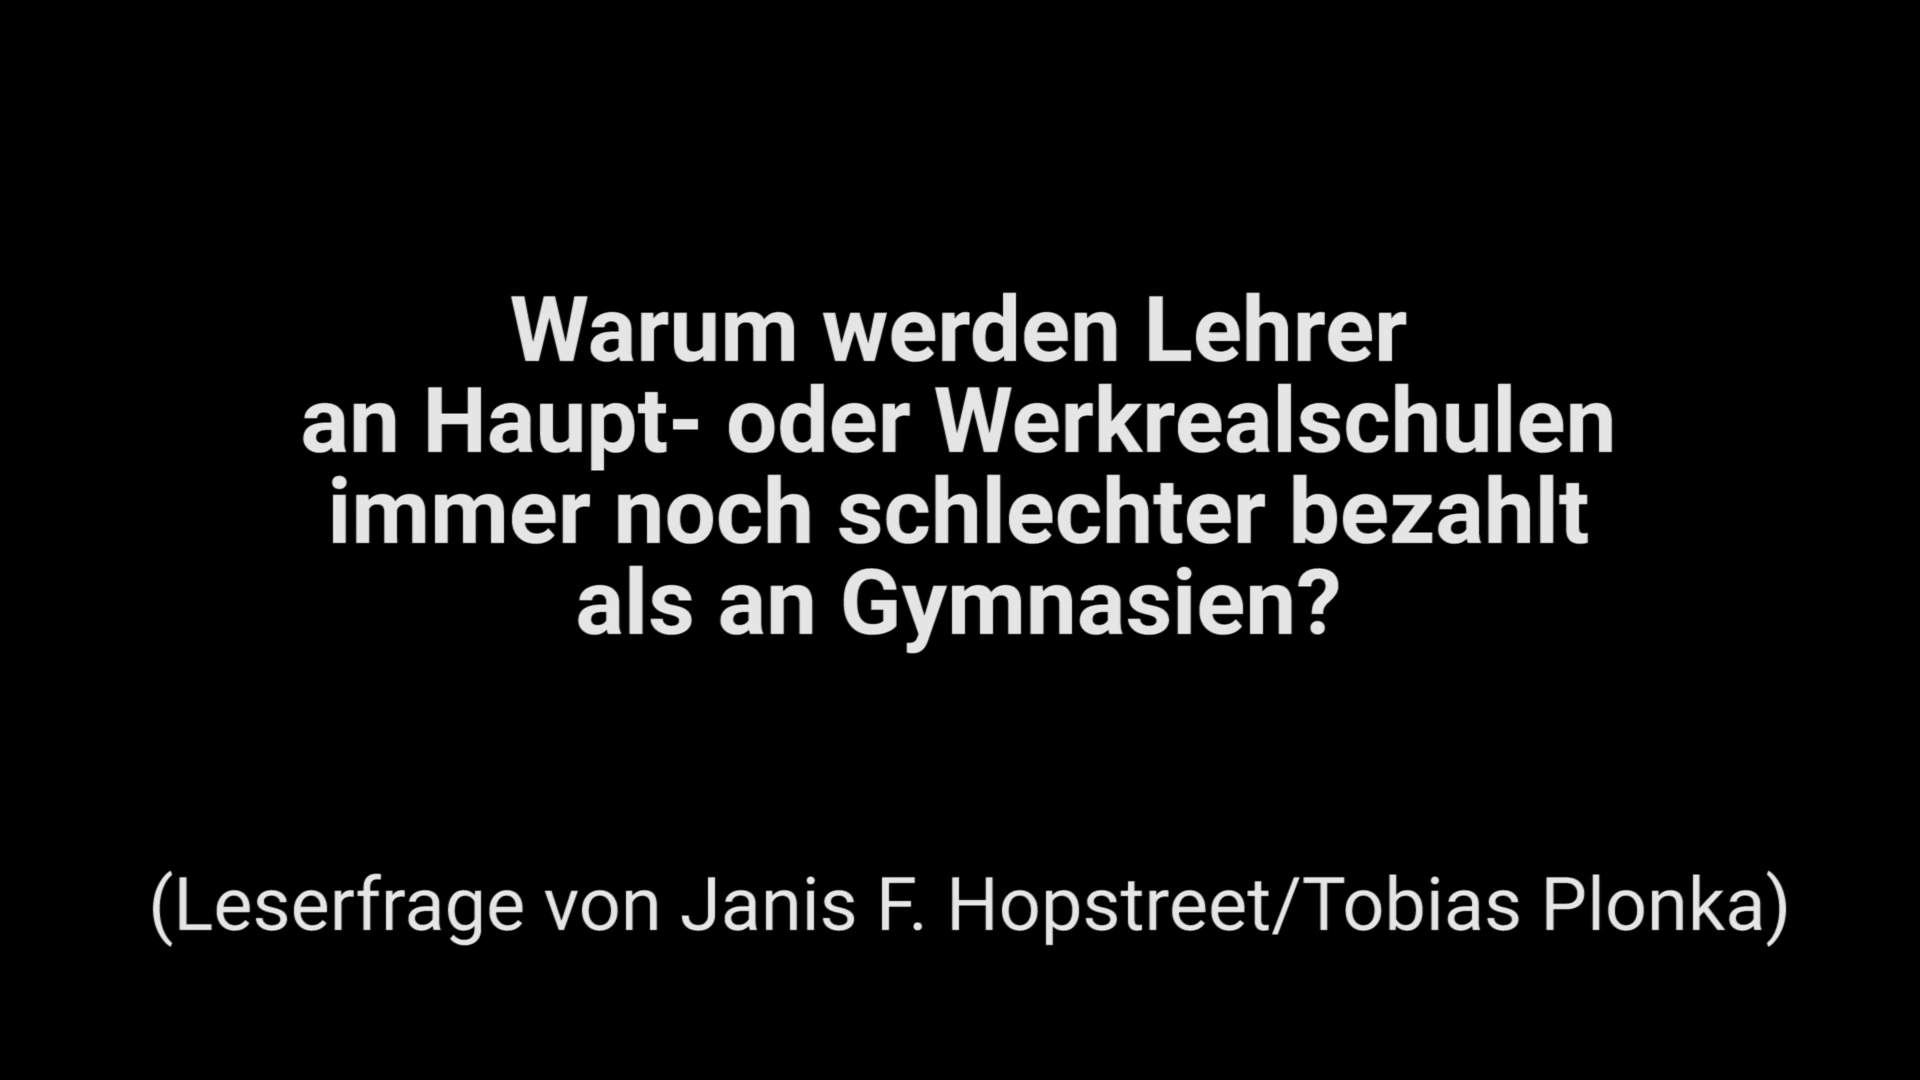 Warum werden Lehrer
an Haupt- oder Werkrealschulen
immer noch schlechter bezahlt
als an Gymnasien?
(Leserfrage von Janis F. Hopstreet/Tobias Plonka)